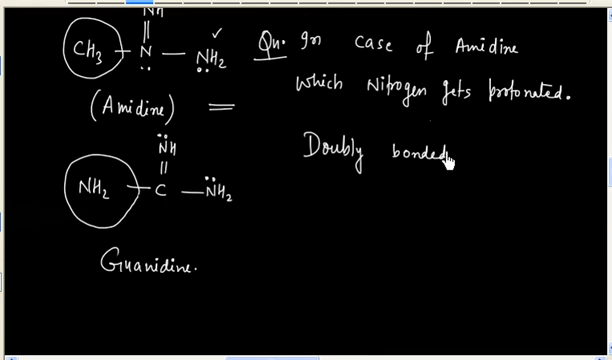 NH
CH3 N NH2 Qn. In case of Amidine
which Nitrogen gets protonated.
(Amidine)
Doubly bonded
NH
NH2 C NH2
Guanidine.